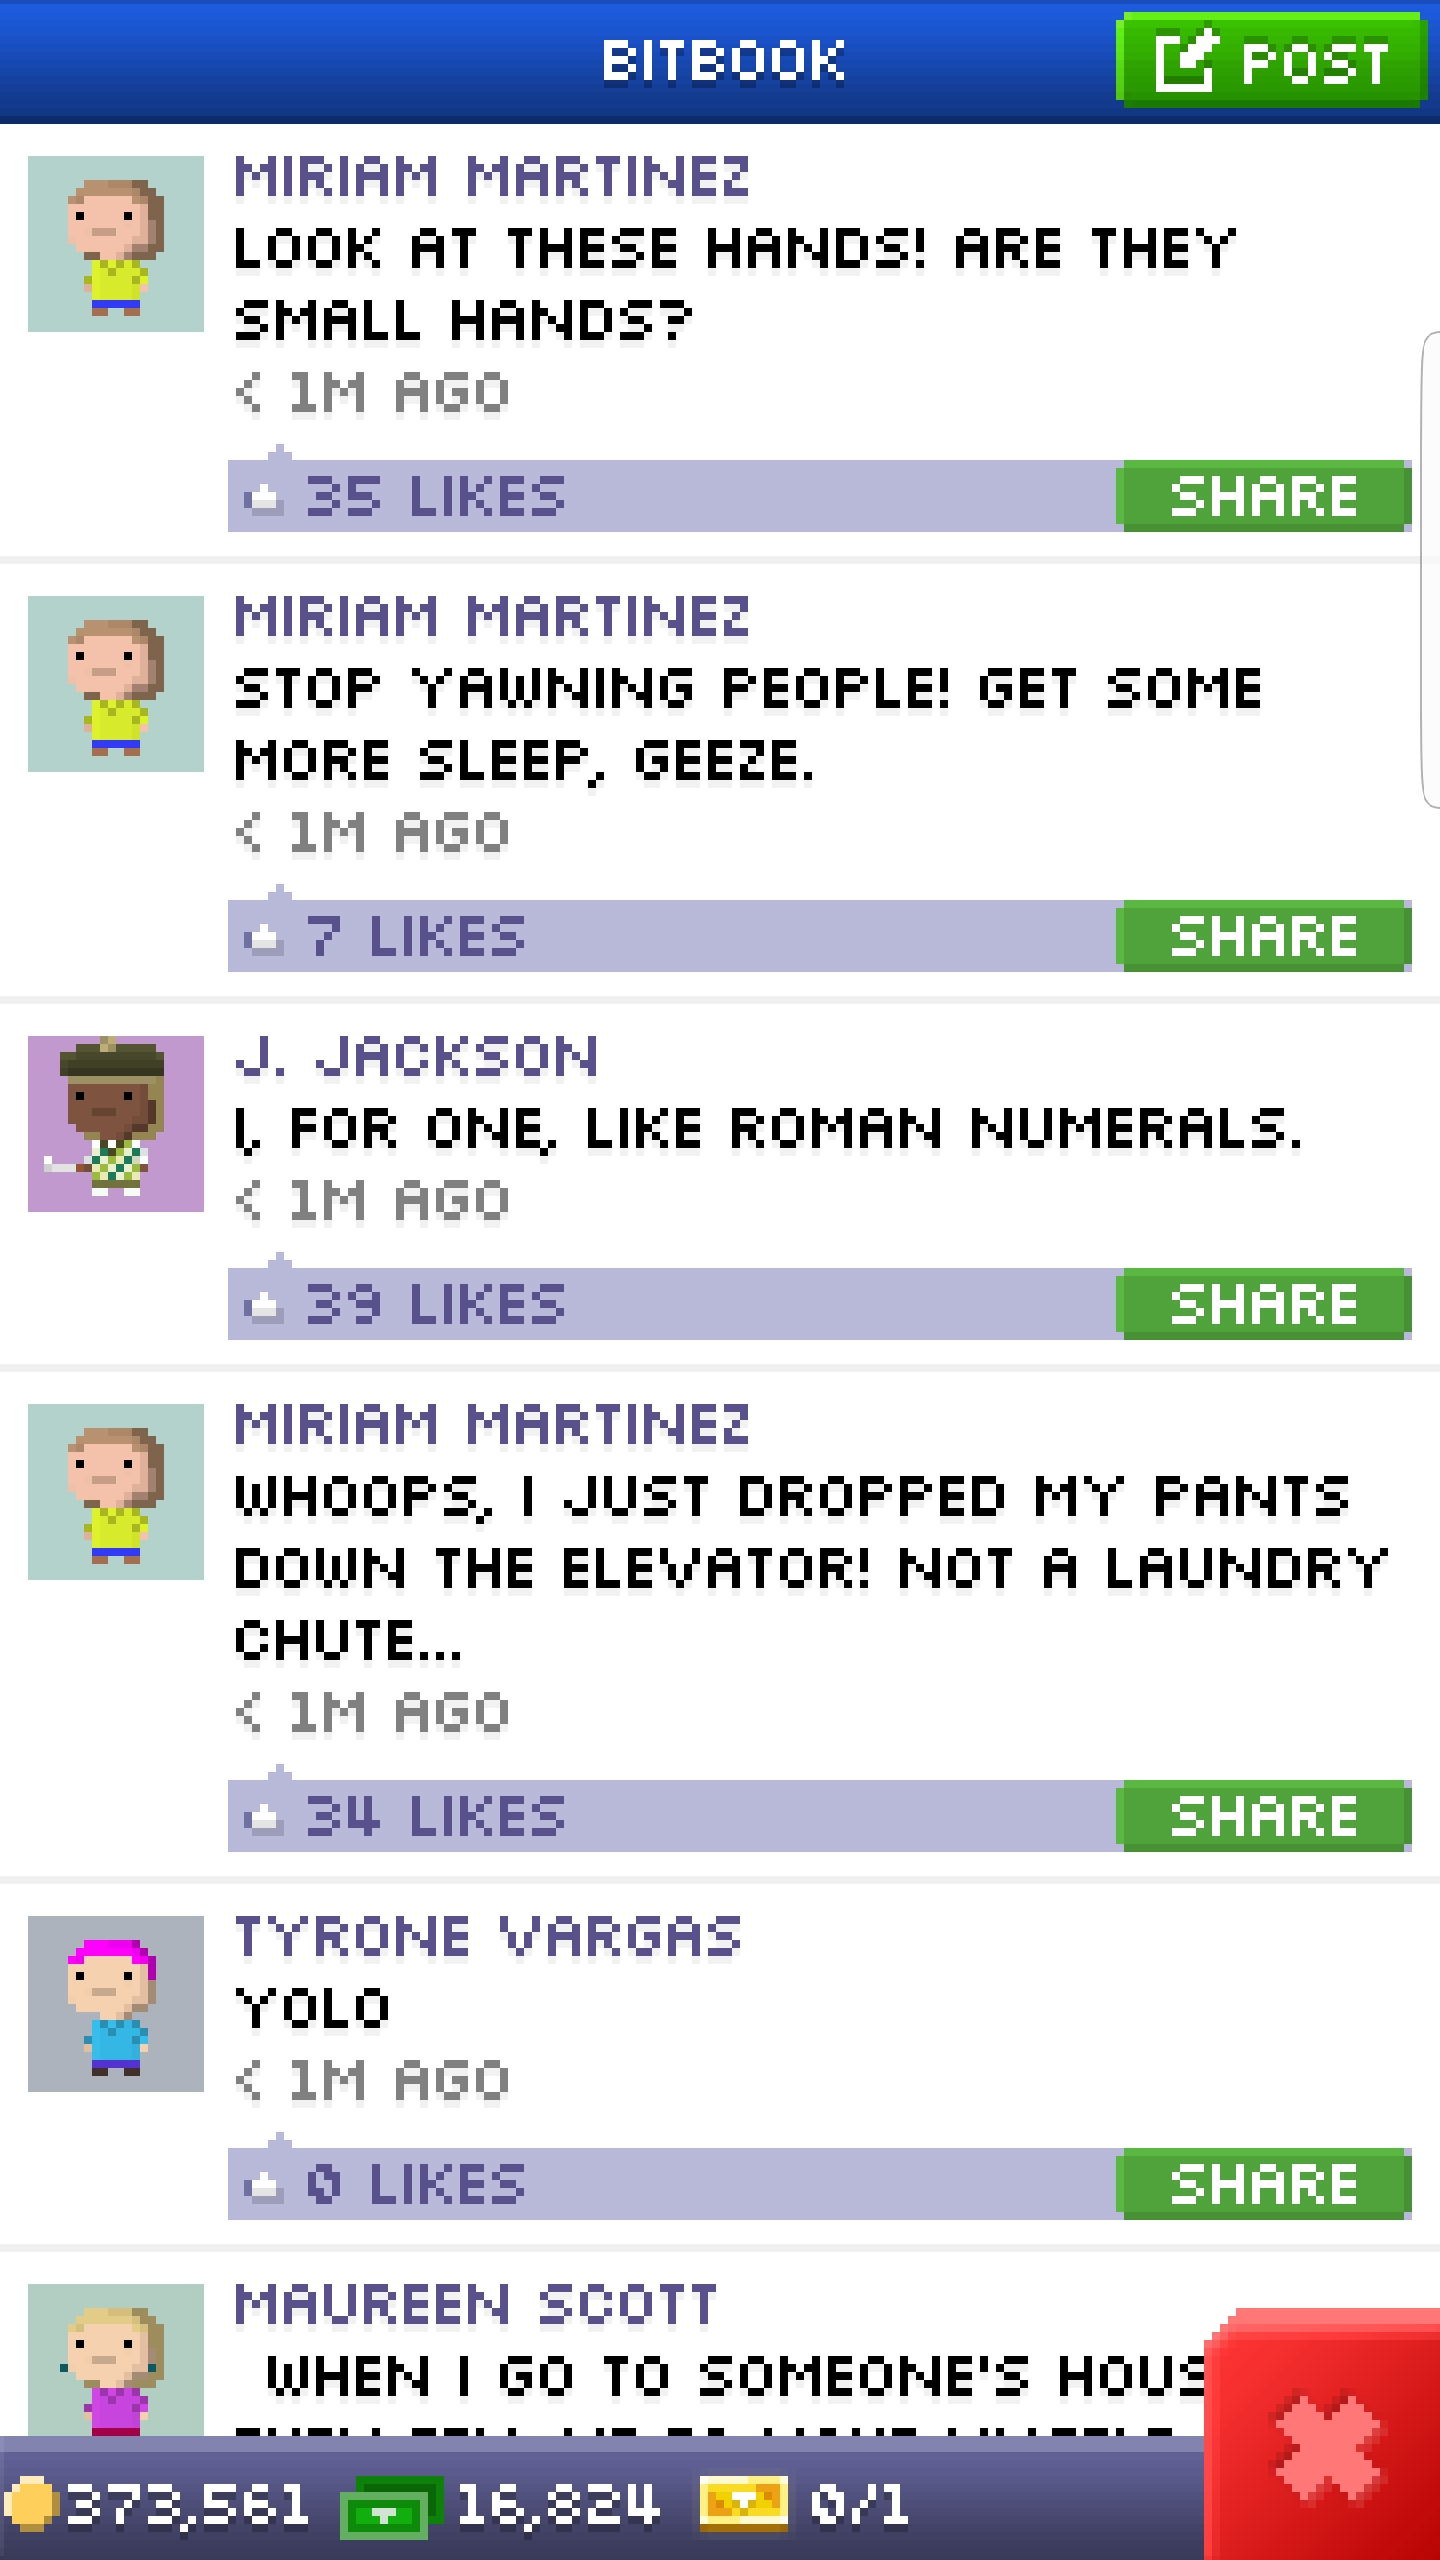 BITBOOK
POST
MIRIAM MARTINEZ
LOOK AT THESE HANDS! ARE THEY
SMALL HANDS?
< 1M AGO
35 LIKES
SHARE
MIRIAM MARTINEZ
STOP YAWNING PEOPLE! GET SOME
MORE SLEEP, GEEZE.
< 1M AGO
7 LIKES
SHARE
J. JACKSON
I, FOR ONE, LIKE ROMAN NUMERALS.
< 1M AGO
39 LIKES
SHARE
MIRIAM MARTINEZ
WHOOPS, I JUST DROPPED MY PANTS
DOWN THE ELEVATOR! NOT A LAUNDRY
CHUTE...
< 1M AGO
34 LIKES
SHARE
TYRONE VARGAS
YOLO
< 1M AGO
0 LIKES
SHARE
MAUREEN SCOTT
WHEN I GO TO SOMEONE'S HOUS
373,561
16,824
0/1